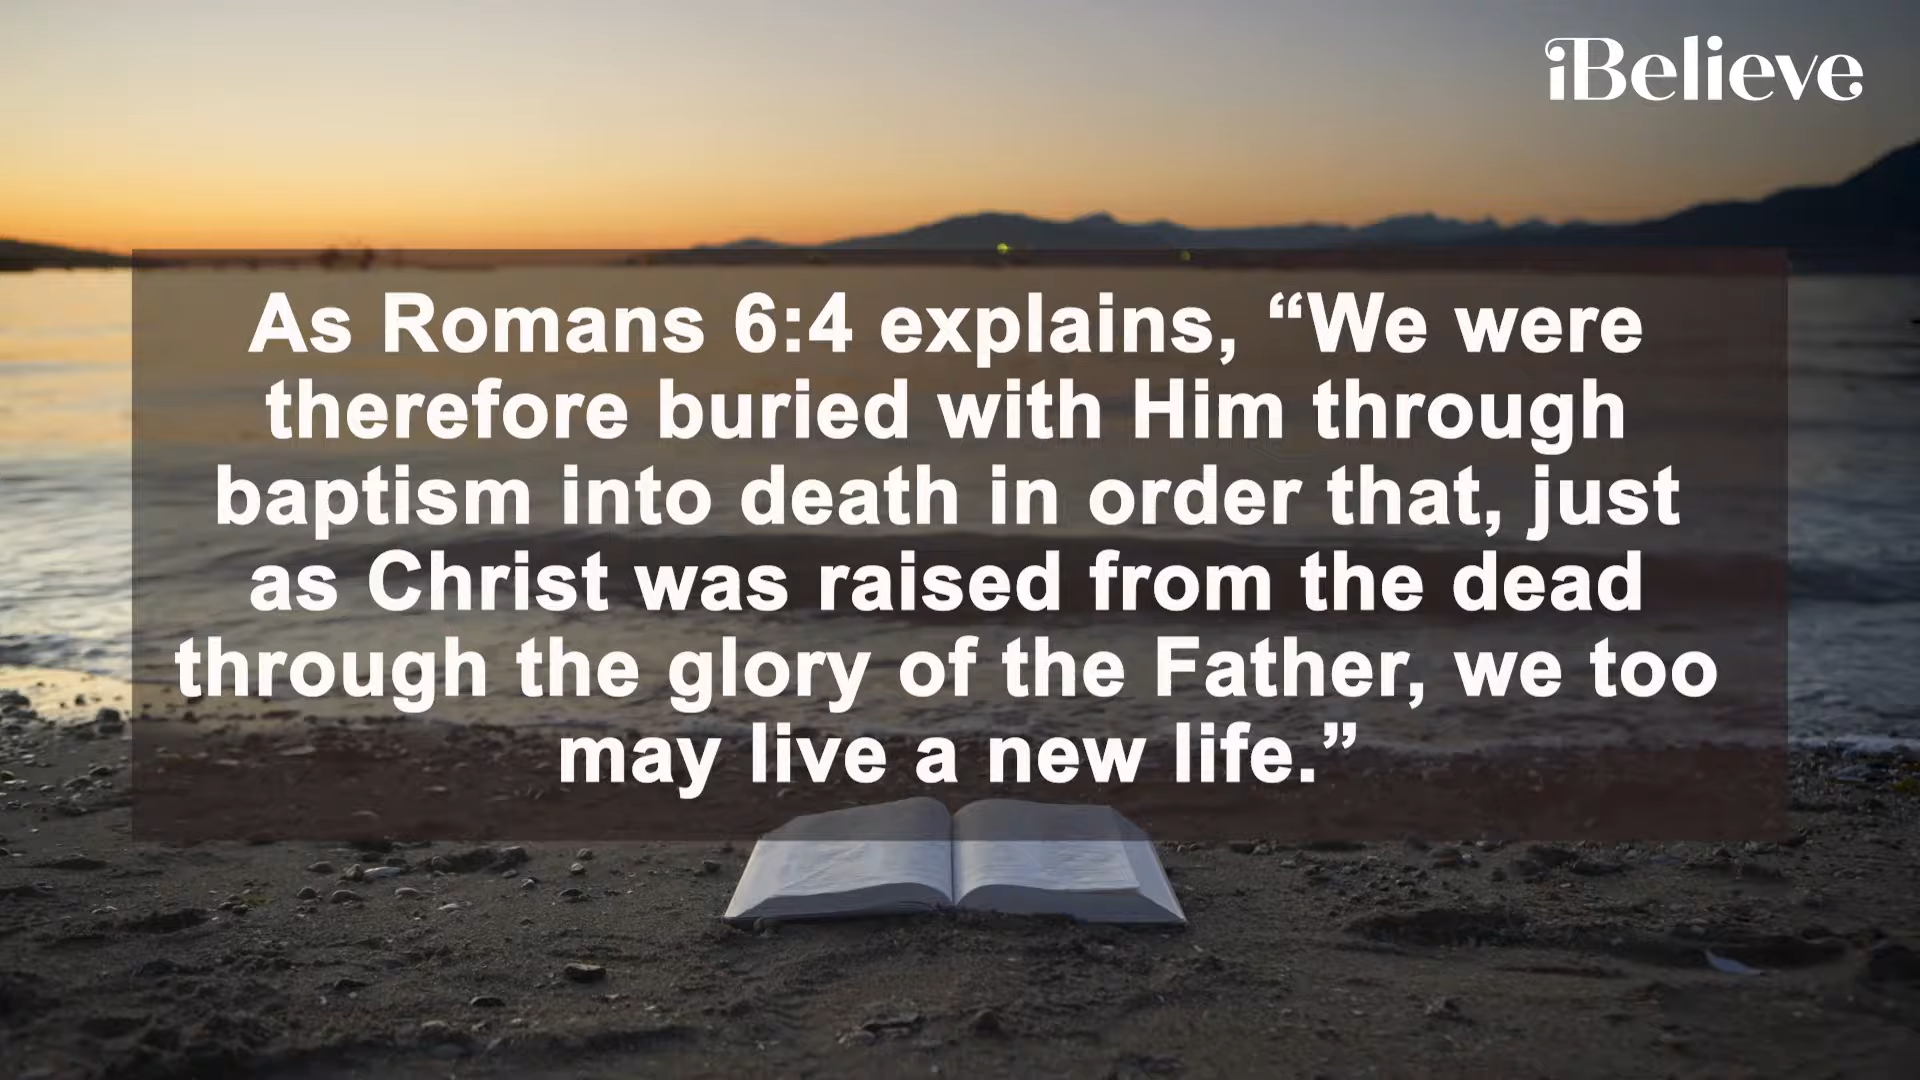 iBelieve
As Romans 6:4 explains, “We were
therefore buried with Him through
baptism into death in order that, just
as Christ was raised from the dead
through the glory of the Father, we too
may live a new life.”